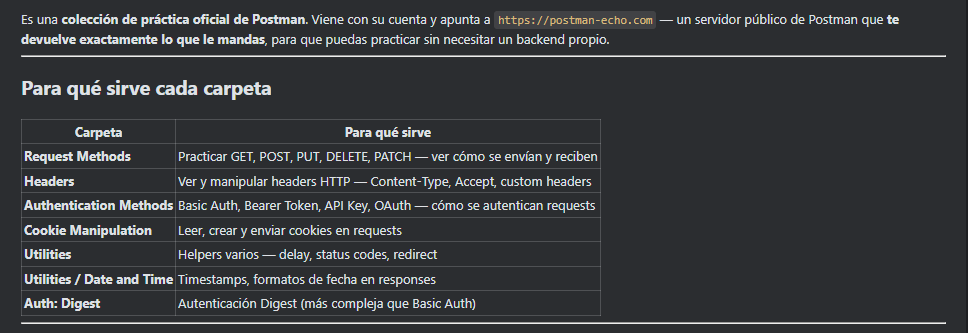 Es una colección de práctica oficial de Postman. Viene con su cuenta y apunta a https://postman-echo.com — un servidor público de Postman que te
devuelve exactamente lo que le mandas, para que puedas practicar sin necesitar un backend propio.
Para qué sirve cada carpeta
Carpeta Para qué sirve
Request Methods Practicar GET, POST, PUT, DELETE, PATCH — ver cómo se envían y reciben
Headers Ver y manipular headers HTTP — Content-Type, Accept, custom headers
Authentication Methods Basic Auth, Bearer Token, API Key, OAuth — cómo se autentican requests
Cookie Manipulation Leer, crear y enviar cookies en requests
Utilities Helpers varios — delay, status codes, redirect
Utilities / Date and Time Timestamps, formatos de fecha en responses
Auth: Digest Autenticación Digest (más compleja que Basic Auth)